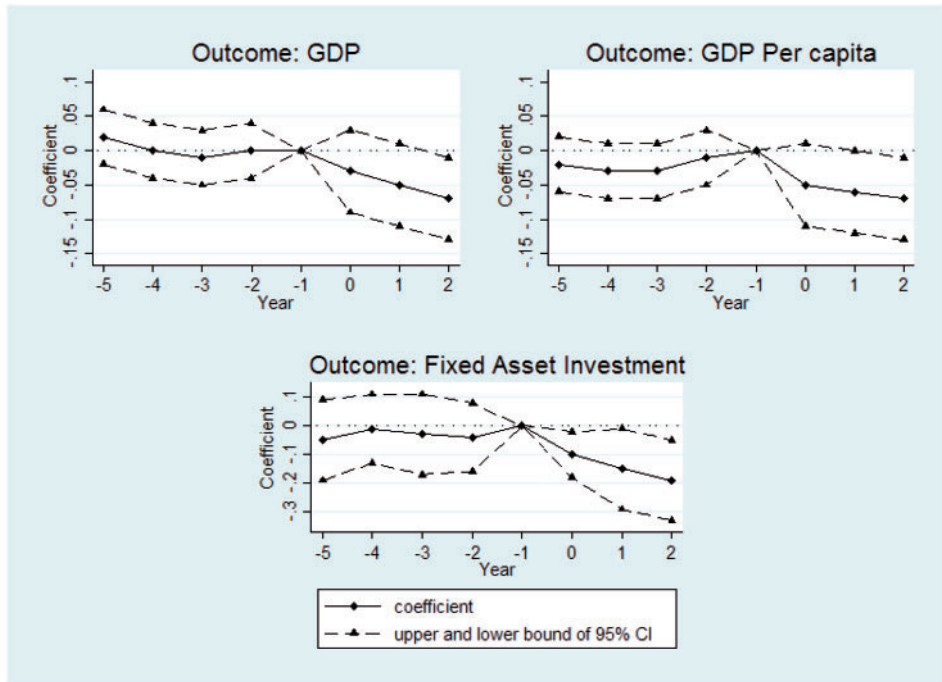 Outcome: GDP
Coefficient
.1
.05
0
-.05
-.1
-.15
-5 -4 -3 -2 -1 0 1 2
Year
Outcome: GDP Per capita
Coefficient
.1
.05
0
-.05
-.1
-.15
-5 -4 -3 -2 -1 0 1 2
Year
Outcome: Fixed Asset Investment
Coefficient
.1
0
-.1
-.2
-.3
-5 -4 -3 -2 -1 0 1 2
Year
coefficient
upper and lower bound of 95% CI